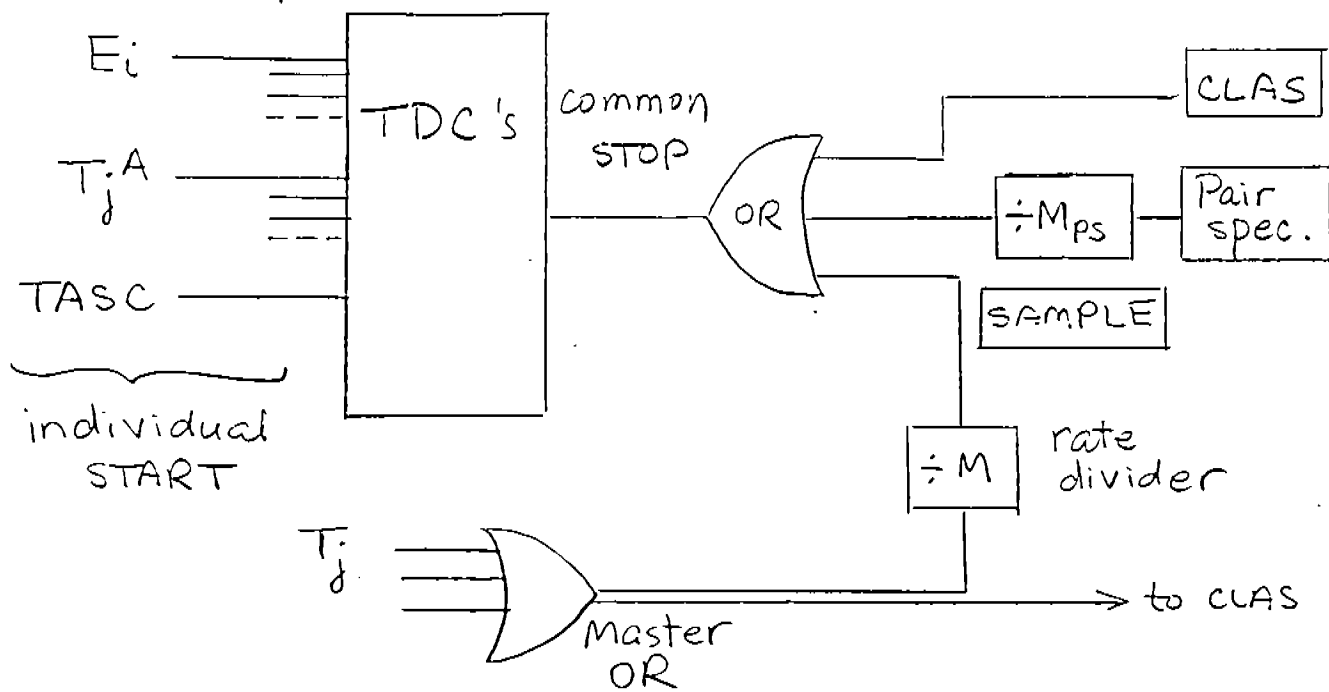 Ei
TDC's
common
STOP
CLAS
TjA
OR
÷MPS
Pair
spec.
TASC
SAMPLE
individual
START
÷M
rate
divider
Tj
to CLAS
Master
OR